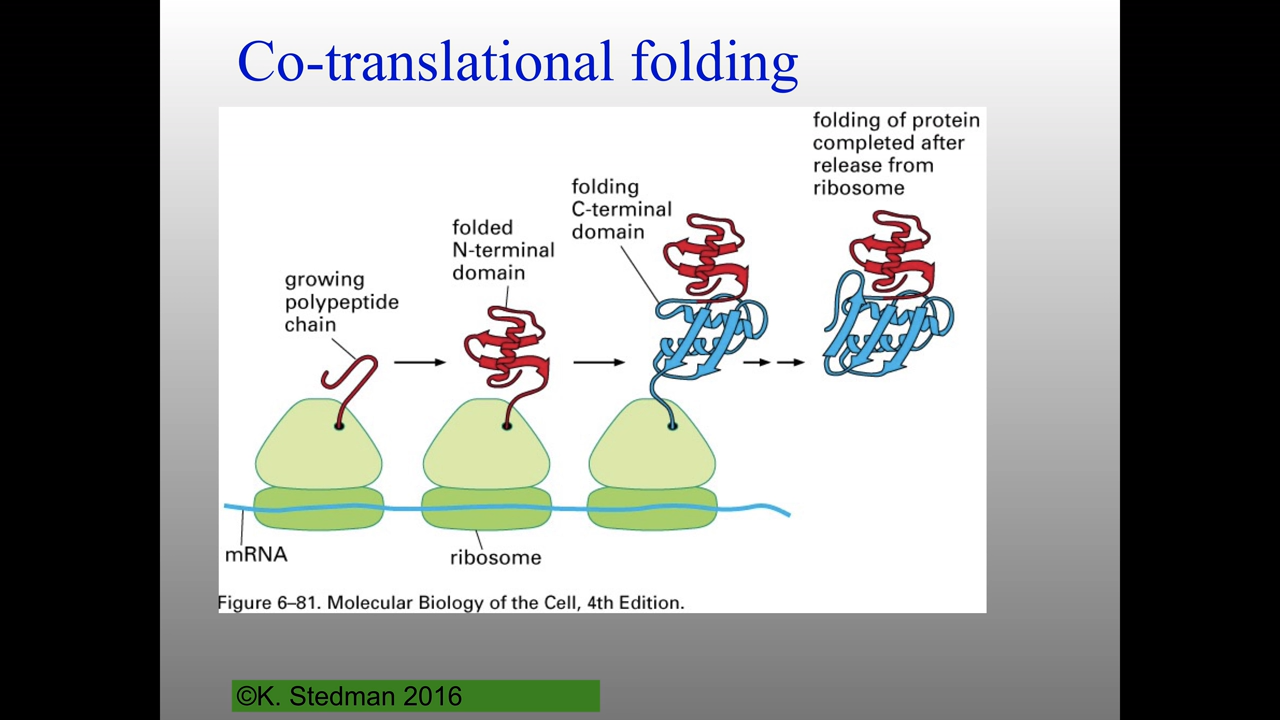 Co-translational folding
growing
polypeptide
chain
folded
N-terminal
domain
folding
C-terminal
domain
folding of protein
completed after
release from
ribosome
mRNA
ribosome
Figure 6–81. Molecular Biology of the Cell, 4th Edition.
©K. Stedman 2016